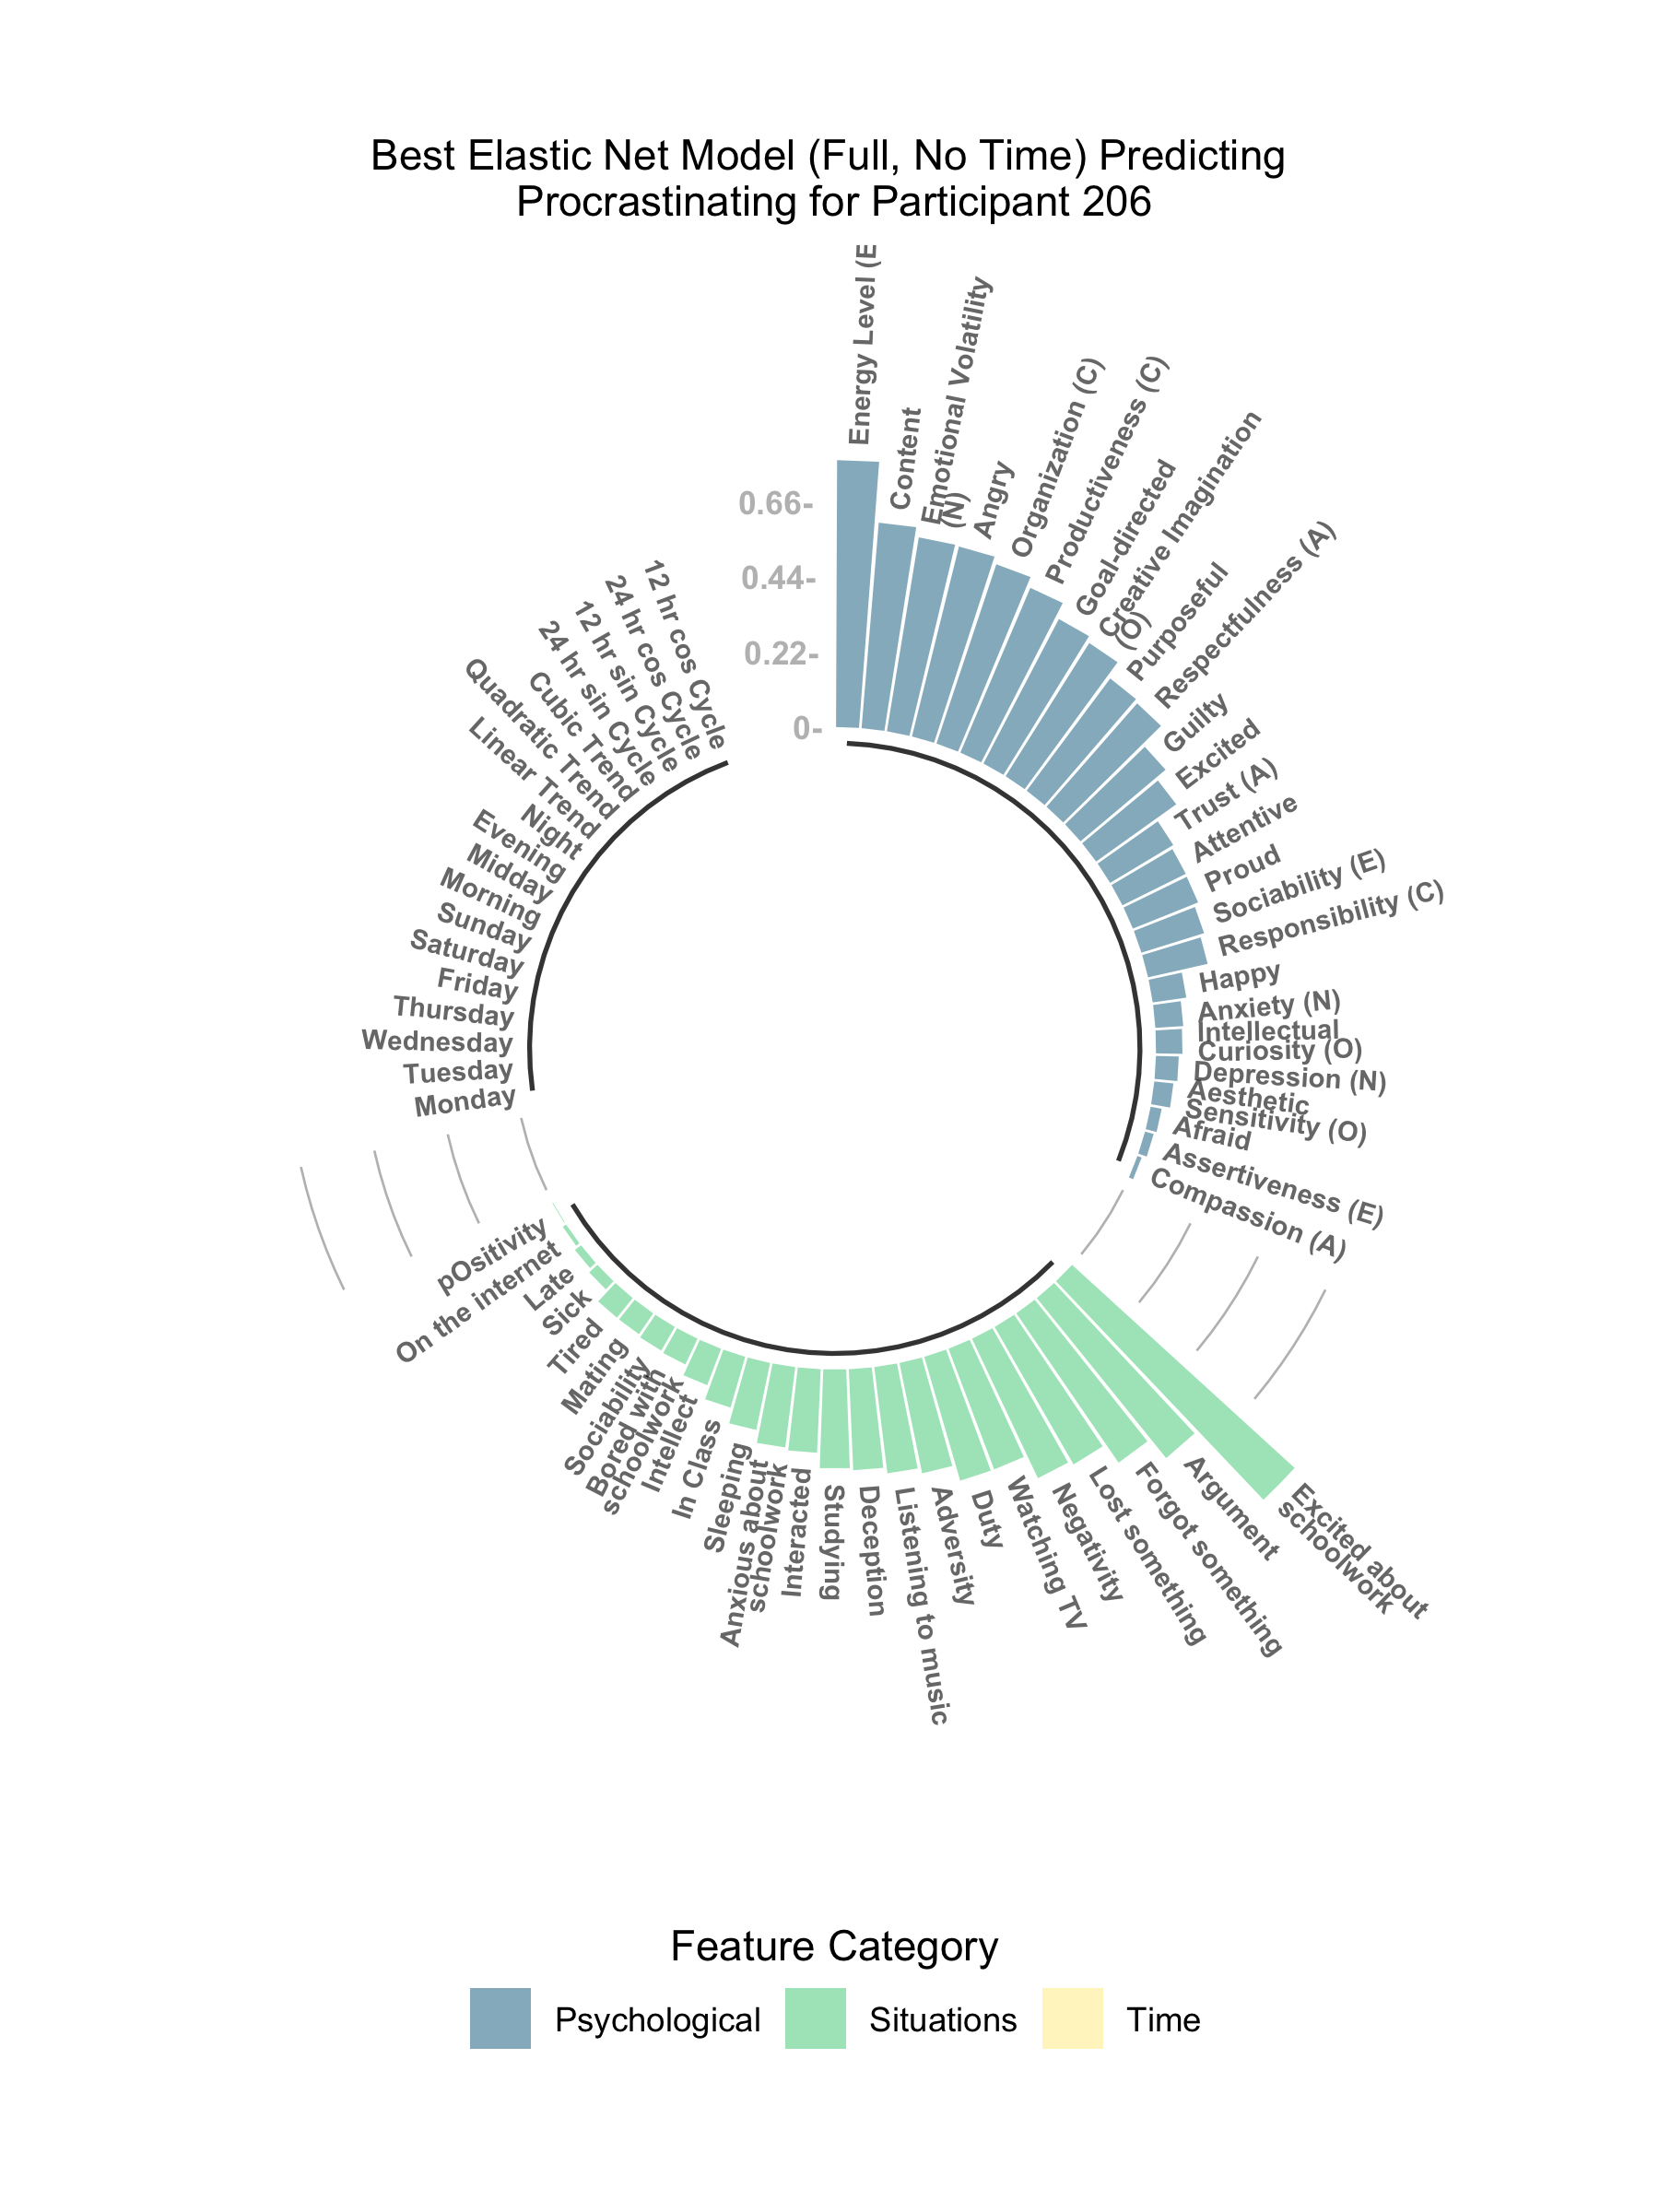 Best Elastic Net Model (Full, No Time) Predicting
Procrastinating for Participant 206
0.66-
0.44-
0.22-
0-
Energy Level (E
Content
Emotional Volatility
(N)
Angry
Organization (C)
Productiveness (C)
Goal-directed
Creative Imagination
(O)
Purposeful
Respectfulness (A)
Guilty
Excited
Trust (A)
Attentive
Proud
Sociability (E)
Responsibility (C)
Happy
Anxiety (N)
Intellectual
Curiosity (O)
Depression (N)
Aesthetic
Sensitivity (O)
Afraid
Assertiveness (E)
Compassion (A)
Excited about
schoolwork
Argument
Forgot something
Lost something
Negativity
Watching TV
Duty
Adversity
Listening to music
Deception
Studying
Interacted
Anxious about
schoolwork
Sleeping
In Class
Intellect
Bored with
schoolwork
Sociability
Mating
Tired
Sick
Late
On the internet
pOsitivity
Monday
Tuesday
Wednesday
Thursday
Friday
Saturday
Sunday
Morning
Midday
Evening
Night
Linear Trend
Quadratic Trend
Cubic Trend
24 hr sin Cycle
12 hr sin Cycle
24 hr cos Cycle
12 hr cos Cycle
Feature Category
Psychological
Situations
Time